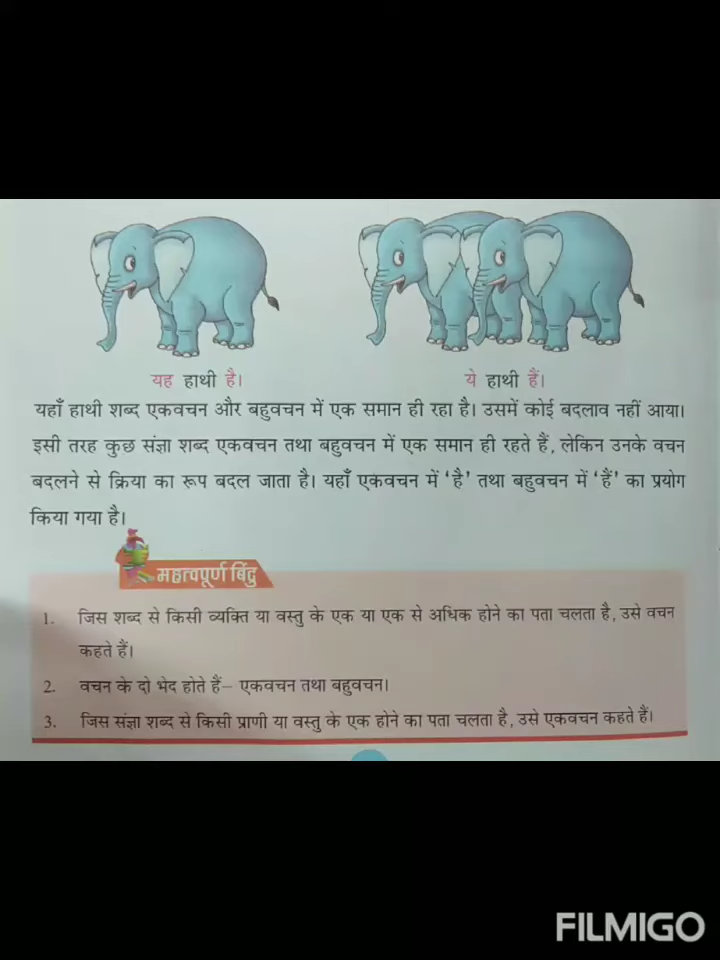 यह हाथी है।
ये हाथी हैं।
यहाँ हाथी शब्द एकवचन और बहुवचन में एक समान ही रहा है। उसमें कोई बदलाव नहीं आया।
इसी तरह कुछ संज्ञा शब्द एकवचन तथा बहुवचन में एक समान ही रहते हैं, लेकिन उनके वचन
बदलने से क्रिया का रूप बदल जाता है। यहाँ एकवचन में ‘है’ तथा बहुवचन में ‘हैं’ का प्रयोग
किया गया है।
महत्वपूर्ण बिंदु
1. जिस शब्द से किसी व्यक्ति या वस्तु के एक या एक से अधिक होने का पता चलता है, उसे वचन
कहते हैं।
2. वचन के दो भेद होते हैं– एकवचन तथा बहुवचन।
3. जिस संज्ञा शब्द से किसी प्राणी या वस्तु के एक होने का पता चलता है, उसे एकवचन कहते हैं।
FILMIGO